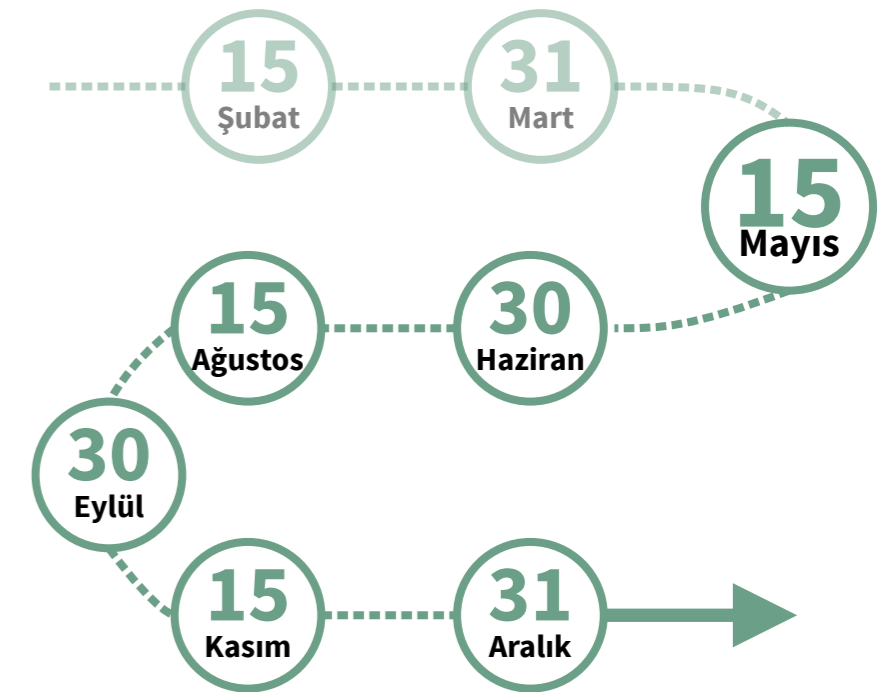 15
Şubat
31
Mart
15
Mayıs
30
Haziran
15
Ağustos
30
Eylül
15
Kasım
31
Aralık